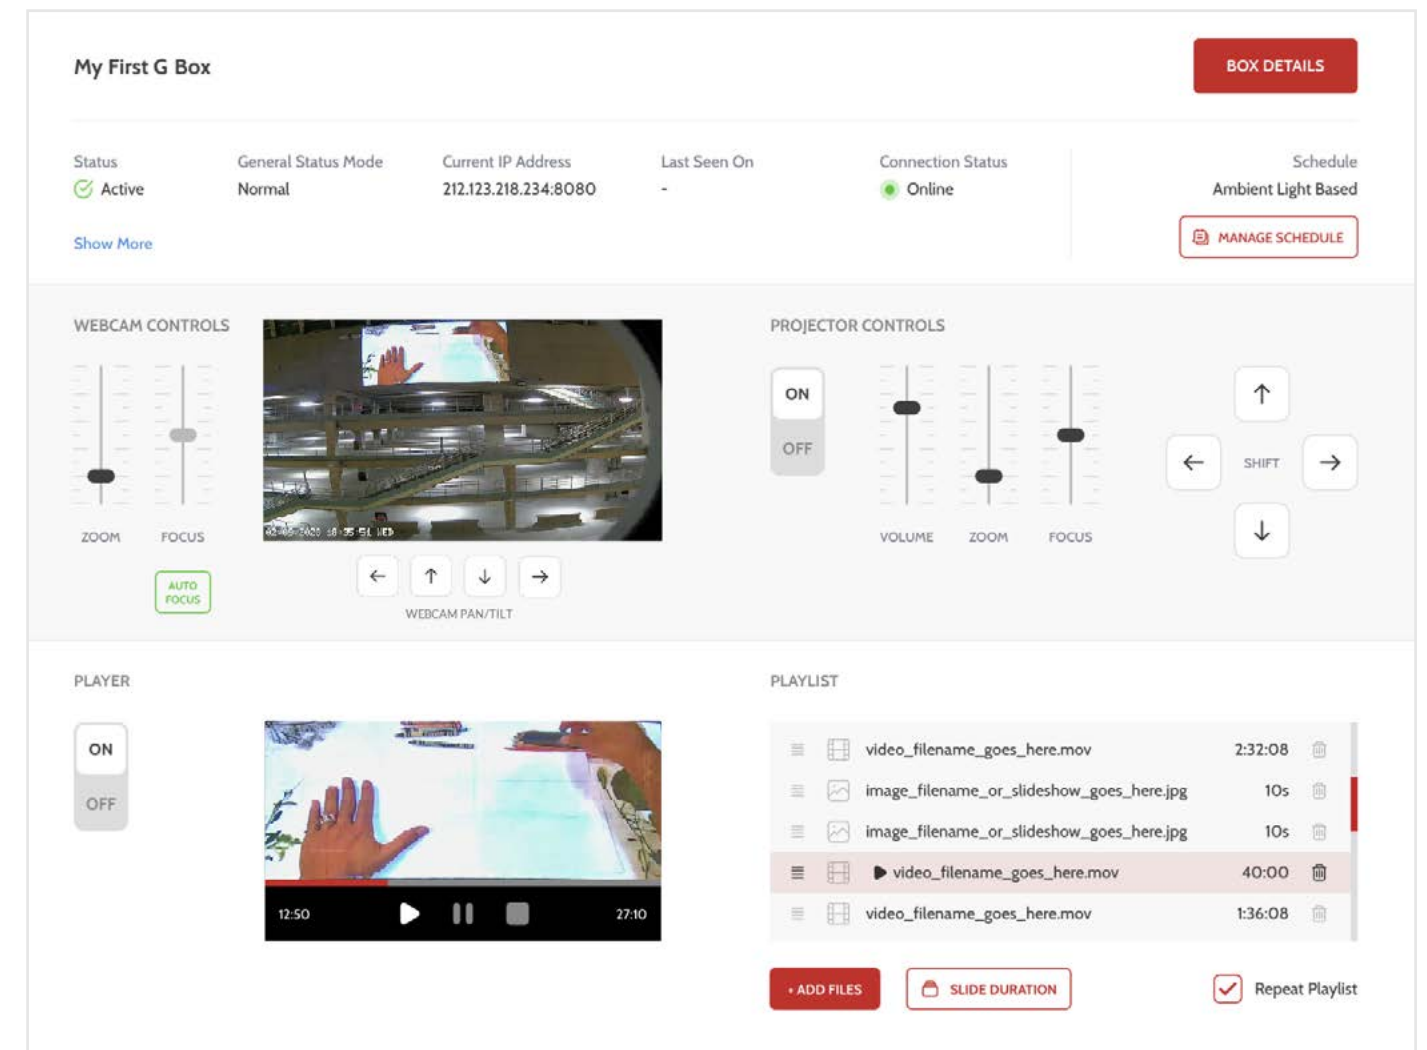 My First G Box
BOX DETAILS
Status
General Status Mode
Current IP Address
Last Seen On
Connection Status
Schedule
Active
Normal
212.123.218.234:8080
-
Online
Ambient Light Based
Show More
MANAGE SCHEDULE
WEBCAM CONTROLS
PROJECTOR CONTROLS
ON
OFF
SHIFT
ZOOM
FOCUS
VOLUME
ZOOM
FOCUS
AUTO
FOCUS
WEBCAM PAN/TILT
PLAYER
PLAYLIST
ON
OFF
video_filename_goes_here.mov 2:32:08
image_filename_or_slideshow_goes_here.jpg 10s
image_filename_or_slideshow_goes_here.jpg 10s
video_filename_goes_here.mov 40:00
video_filename_goes_here.mov 1:36:08
12:50
27:10
+ ADD FILES
SLIDE DURATION
Repeat Playlist